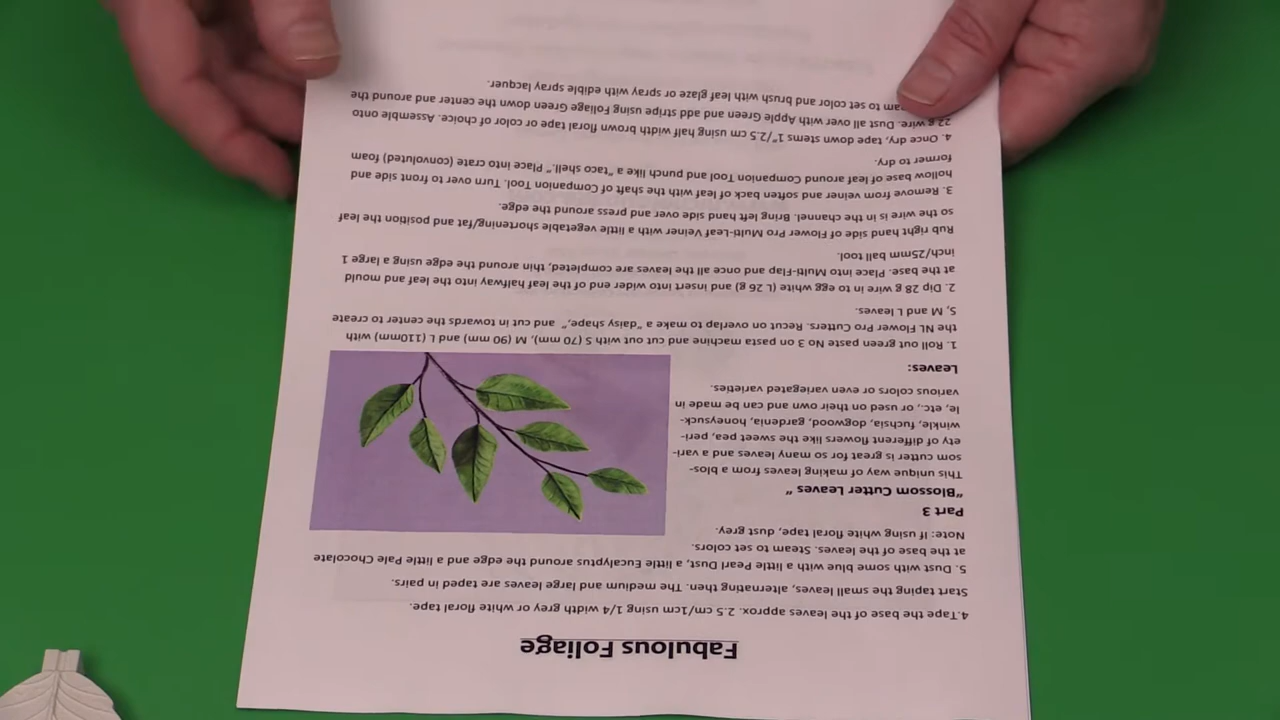 Fabulous Foliage
4.Tape the base of the leaves approx. 2.5 cm/1cm using 1/4 width grey or white floral tape.
Start taping the small leaves, alternating then. The medium and large leaves are taped in pairs.
5. Dust with some blue with a little Pearl Dust, a little Eucalyptus around the edge and a little Pale Chocolate
at the base of the leaves. Steam to set colors.
Note: If using white floral tape, dust grey.
Part 3
“Blossom Cutter Leaves “
This unique way of making leaves from a blos-
som cutter is great for so many leaves and a vari-
ety of different flowers like the sweet pea, peri-
winkle, fuchsia, dogwood, gardenia, honeysuck-
le, etc., or used on their own and can be made in
various colors or even variegated varieties.
Leaves:
1. Roll out green paste No 3 on pasta machine and cut out with S (70 mm), M (90 mm) and L (110mm) with
the NL Flower Pro Cutters. Recut on overlap to make a “daisy shape,” and cut in towards the center to create
S, M and L leaves.
2. Dip 28 g wire in to egg white (L 26 g) and insert into wider end of the leaf halfway into the leaf and mould
at the base. Place into Multi-Flap and once all the leaves are completed, thin around the edge using a large 1
inch/25mm ball tool.
Rub right hand side of Flower Pro Multi-Leaf Veiner with a little vegetable shortening/fat and position the leaf
so the wire is in the channel. Bring left hand side over and press around the edge.
3. Remove from veiner and soften back of leaf with the shaft of Companion Tool. Turn over to front side and
hollow base of leaf around Companion Tool and punch like a “taco shell.” Place into crate (convoluted) foam
former to dry.
4. Once dry, tape down stems 1”/2.5 cm using half width brown floral tape or color of choice. Assemble onto
22 g wire. Dust all over with Apple Green and add stripe using Foliage Green down the center and around the
to set color and brush with leaf glaze or spray with edible spray lacquer.